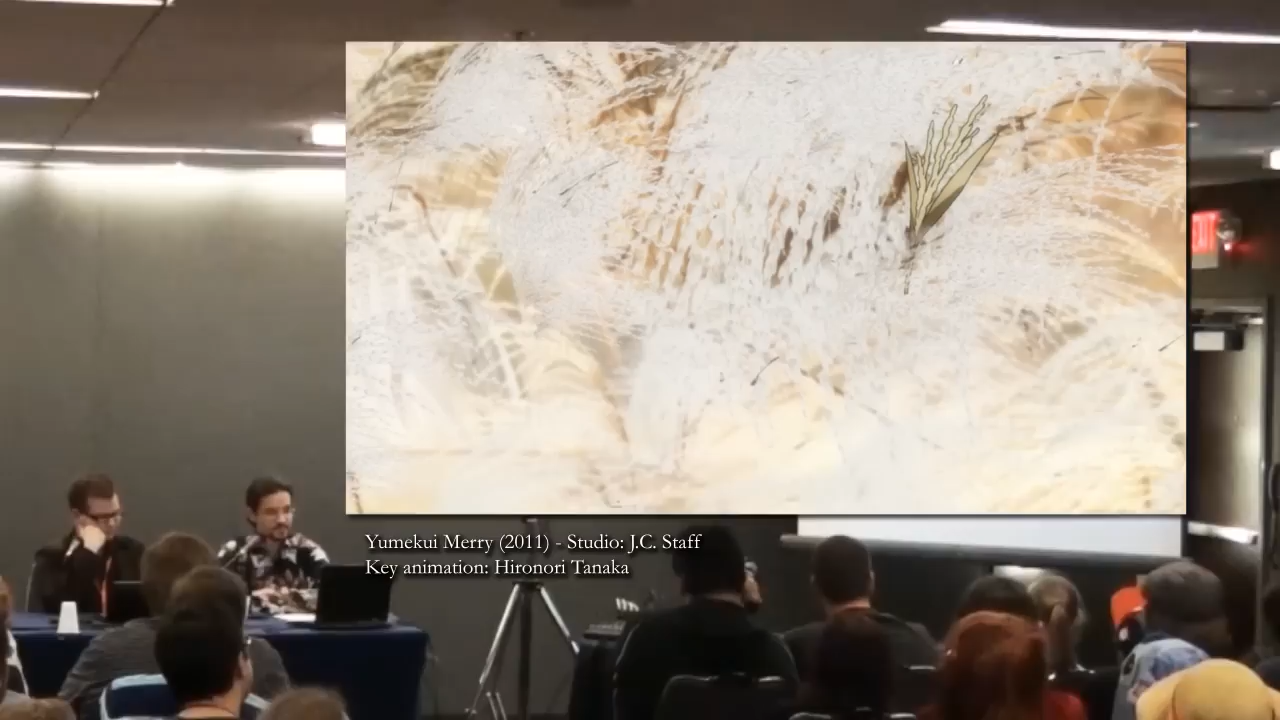 Yumekui Merry (2011) - Studio: J.C. Staff
Key animation: Hironori Tanaka